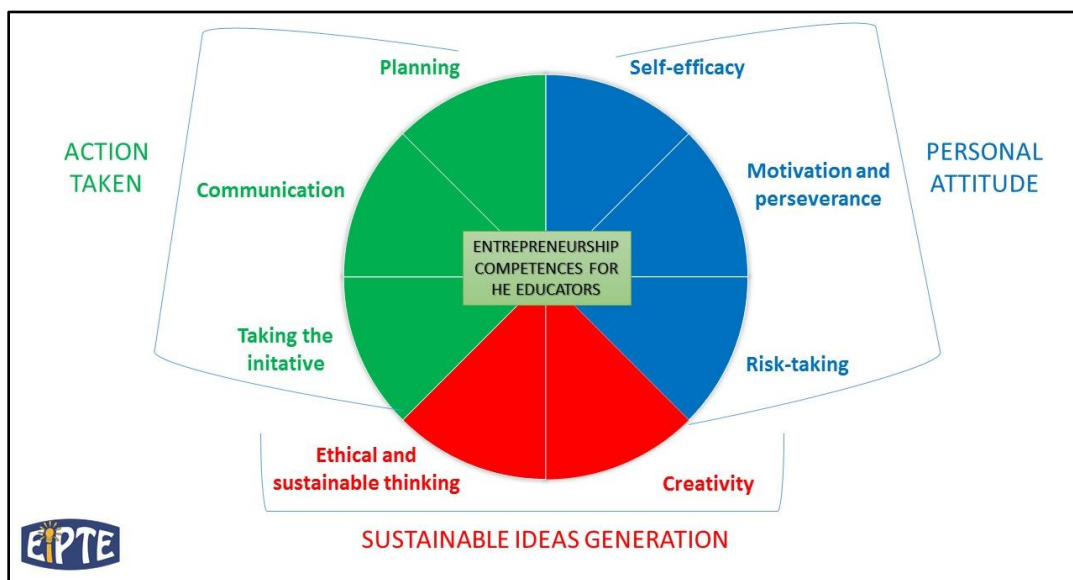 Planning
Self-efficacy
ACTION
TAKEN
Communication
Motivation and
perseverance
PERSONAL
ATTITUDE
ENTREPRENEURSHIP
COMPETENCES FOR
HE EDUCATORS
Taking the
initative
Risk-taking
Ethical and
sustainable thinking
Creativity
SUSTAINABLE IDEAS GENERATION
EiPTE